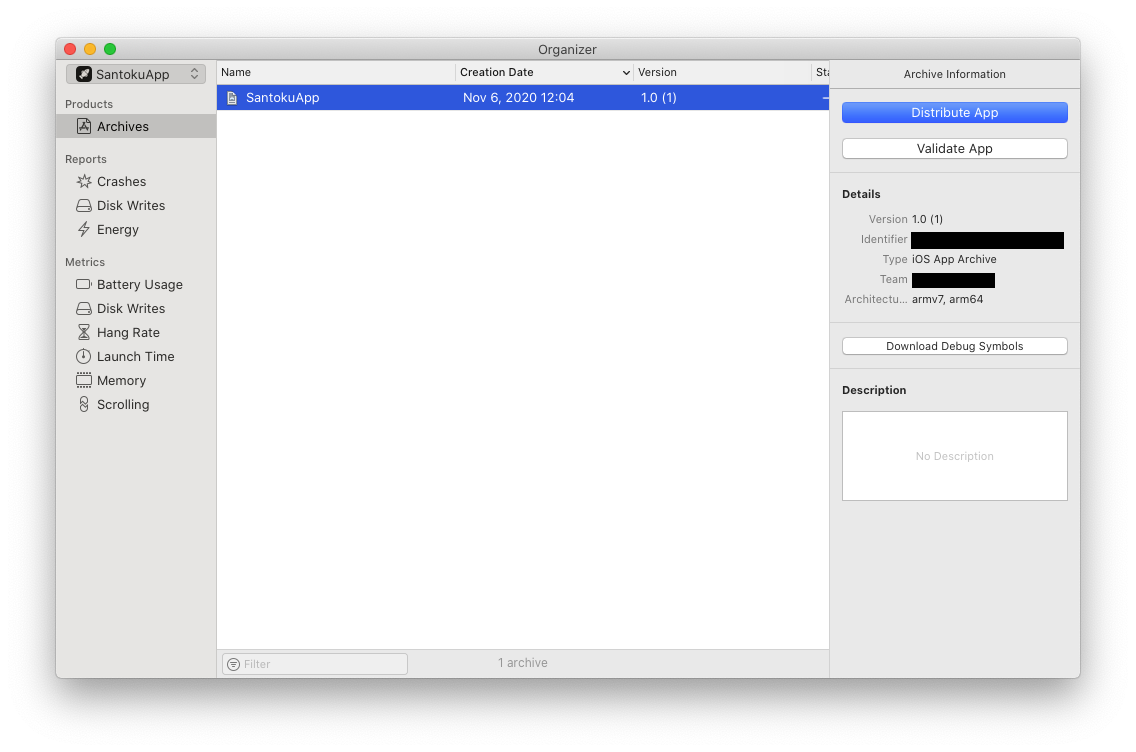 Organizer
SantokuApp
Products
Archives
Reports
Crashes
Disk Writes
Energy
Metrics
Battery Usage
Disk Writes
Hang Rate
Launch Time
Memory
Scrolling
Name Creation Date Version Sta
SantokuApp Nov 6, 2020 12:04 1.0 (1) –
Filter
1 archive
Archive Information
Distribute App
Validate App
Details
Version 1.0 (1)
Identifier
Type iOS App Archive
Team
Architectu... armv7, arm64
Download Debug Symbols
Description
No Description